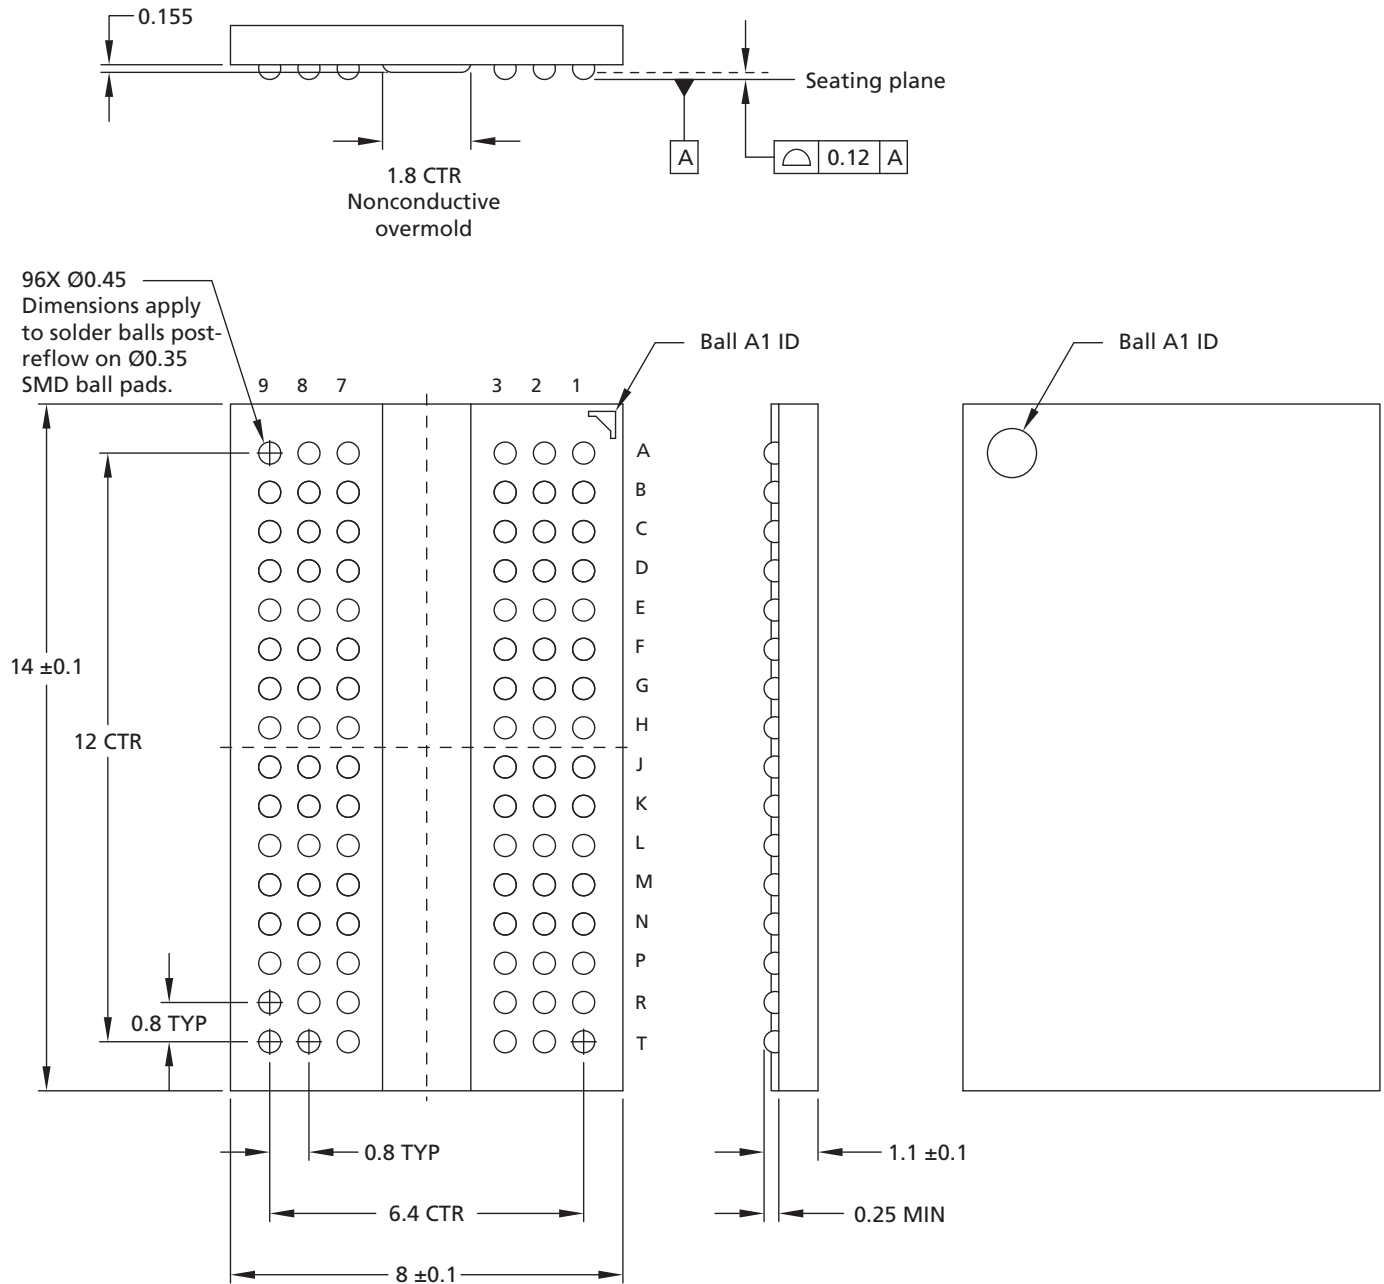 0.155
Seating plane
A
0.12 A
1.8 CTR
Nonconductive
overmold
96X Ø0.45
Dimensions apply
to solder balls post-
reflow on Ø0.35
SMD ball pads.
Ball A1 ID
Ball A1 ID
9 8 7 3 2 1
A
B
C
D
E
F
14 ±0.1
G
H
12 CTR
J
K
L
M
N
P
R
0.8 TYP
T
0.8 TYP
1.1 ±0.1
6.4 CTR
0.25 MIN
8 ±0.1